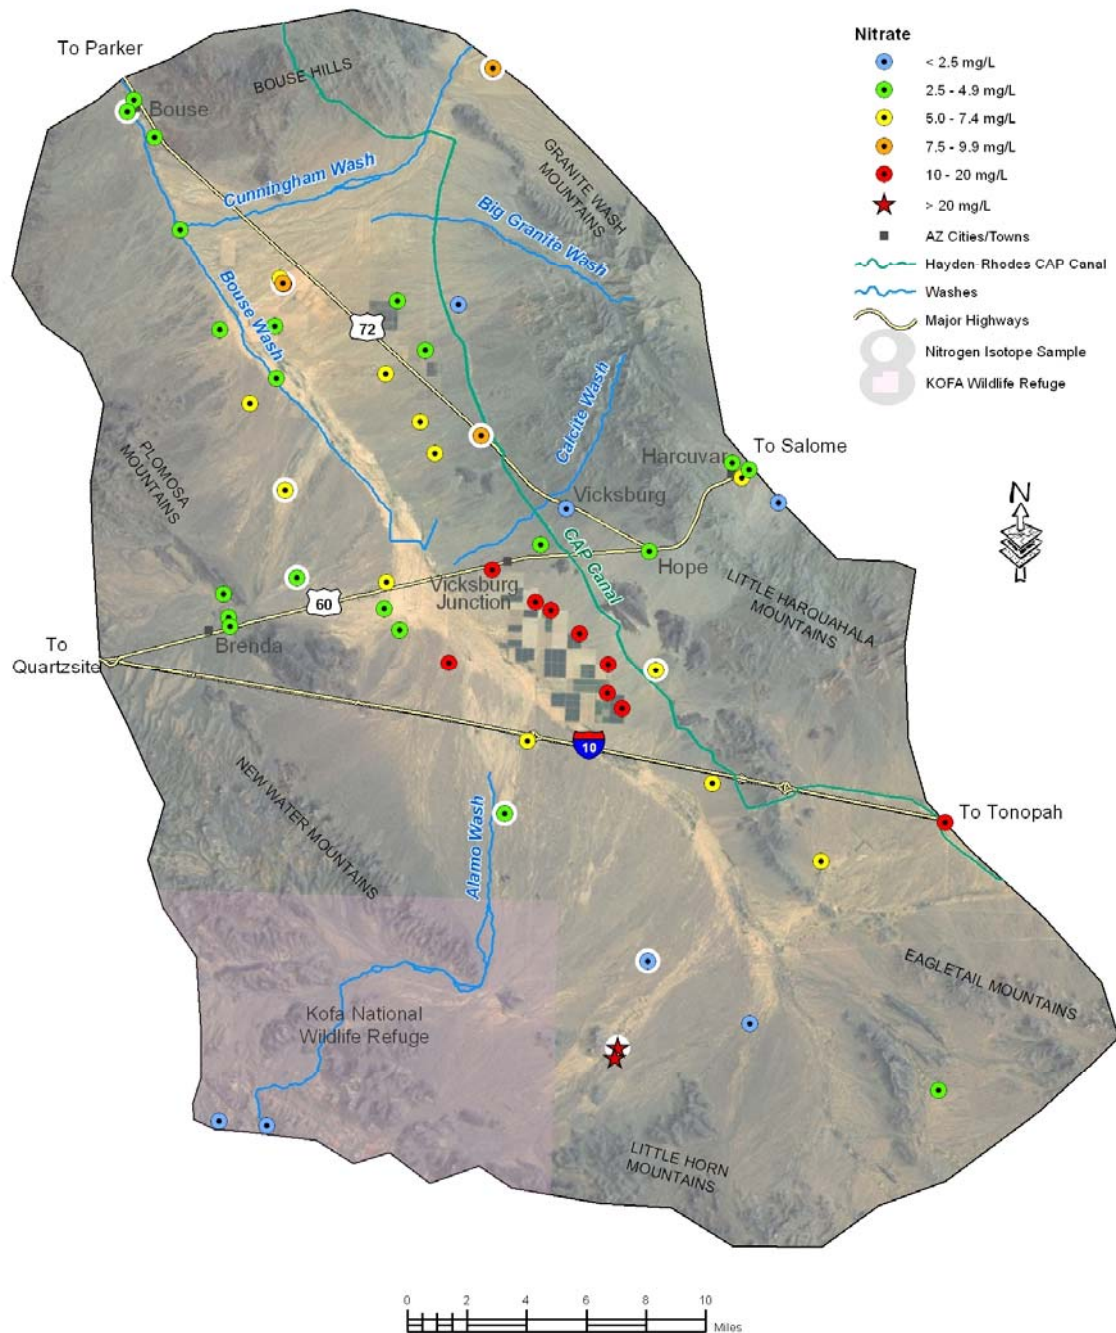 To Parker
BOUSE HILLS
Bouse
Cunningham Wash
GRANITE WASH
MOUNTAINS
Big Granite Wash
Bouse Wash
72
Calcite Wash
PLOMOSA
MOUNTAINS
Harcuvar
To Salome
Vicksburg
CAP Canal
Hope
Vicksburg
Junction
60
LITTLE HARQUAHALA
MOUNTAINS
Brenda
To
Quartzsite
10
NEW WATER MOUNTAINS
Alamo Wash
To Tonopah
EAGLETAIL MOUNTAINS
Kofa National
Wildlife Refuge
LITTLE HORN
MOUNTAINS
Nitrate
< 2.5 mg/L
2.5 - 4.9 mg/L
5.0 - 7.4 mg/L
7.5 - 9.9 mg/L
10 - 20 mg/L
> 20 mg/L
AZ Cities/Towns
Hayden-Rhodes CAP Canal
Washes
Major Highways
Nitrogen Isotope Sample
KOFA Wildlife Refuge
N
0 2 4 6 8 10
Miles